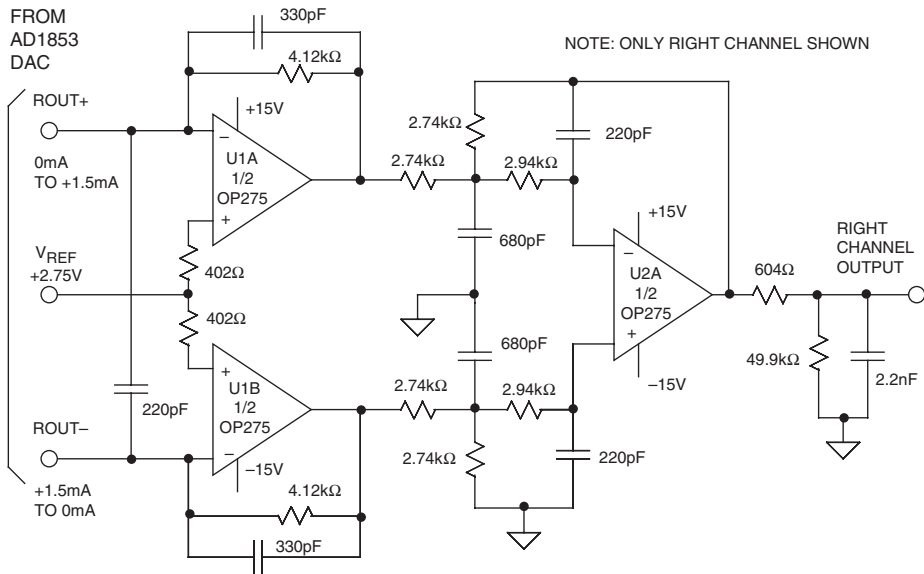 FROM
AD1853
DAC
330pF
4.12kΩ
NOTE: ONLY RIGHT CHANNEL SHOWN
ROUT+
+15V
−
U1A
1/2
OP275
+
0mA
TO +1.5mA
2.74kΩ
220pF
2.74kΩ
2.94kΩ
402Ω
680pF
+15V
−
U2A
1/2
OP275
+
−15V
RIGHT
CHANNEL
OUTPUT
604Ω
VREF
+2.75V
402Ω
680pF
49.9kΩ
2.2nF
+
U1B
1/2
OP275
−
−15V
220pF
2.74kΩ
2.94kΩ
ROUT–
2.74kΩ
220pF
+1.5mA
TO 0mA
4.12kΩ
330pF